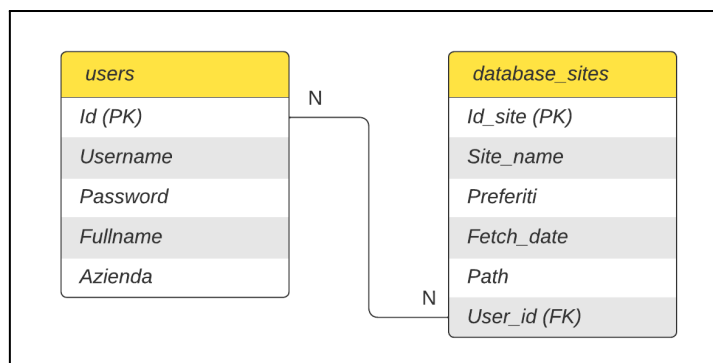 users
Id (PK)
Username
Password
Fullname
Azienda
N
N
database_sites
Id_site (PK)
Site_name
Preferiti
Fetch_date
Path
User_id (FK)